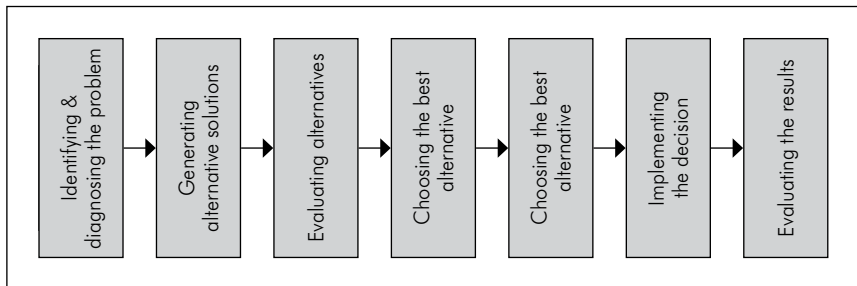 Identifying &
diagnosing the problem
Generating
alternative solutions
Evaluating alternatives
Choosing the best
alternative
Choosing the best
alternative
Implementing
the decision
Evaluating the results